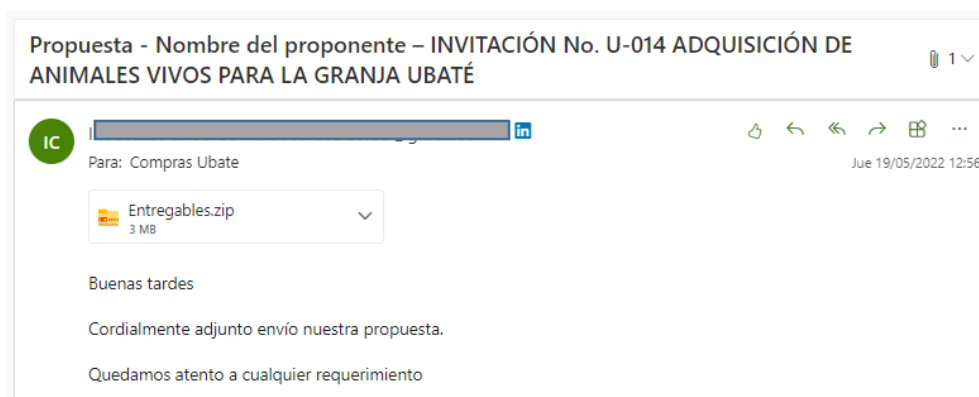 Propuesta - Nombre del proponente – INVITACIÓN No. U-014 ADQUISICIÓN DE
ANIMALES VIVOS PARA LA GRANJA UBATÉ
1
IC
in
Para: Compras Ubate
Jue 19/05/2022 12:56
Entregables.zip
3 MB
Buenas tardes
Cordialmente adjunto envío nuestra propuesta.
Quedamos atento a cualquier requerimiento